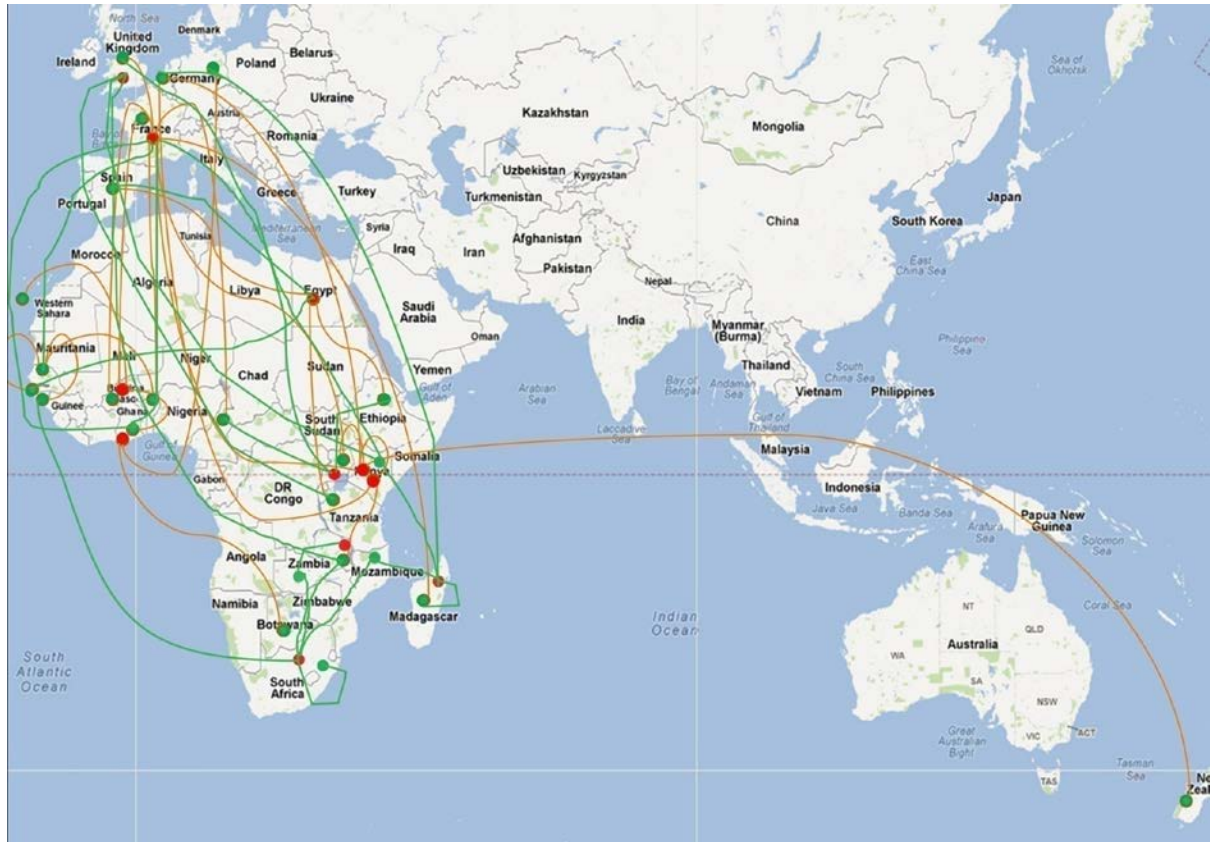 North Sea
Denmark
United
Kingdom
Ireland
Belarus
Poland
Germany
Ukraine
Austria
France
Bay of
Romania
Italy
Spain
Portugal
Greece
Turkey
Mediterranean
Sea
Tunisia
Syria
Iraq
Iran
Morocco
Algeria
Libya
Egypt
Western
Sahara
Saudi
Arabia
Oman
Yemen
Gulf of
Aden
Mauritania
Mali
Niger
Chad
Sudan
Guinee
Ghana
Nigeria
Gulf of
Guinea
South
Sudan
Ethiopia
Somalia
Gabon
DR
Congo
Tanzania
Angola
Zambia
Mozambique
Zimbabwe
Namibia
Botswana
Madagascar
South
Africa
South
Atlantic
Ocean
Kazakhstan
Mongolia
Sea of
Okhotsk
Uzbekistan
Kyrgyzstan
Turkmenistan
Afghanistan
Pakistan
Nepal
India
China
South Korea
Japan
East
China Sea
Myanmar
(Burma)
Thailand
Vietnam
South
China Sea
Philippines
Philippine
Sea
Arabian
Sea
Bay of
Bengal
Andaman
Sea
Gulf of
Thailand
Laccadive
Sea
Malaysia
Indonesia
Java Sea
Banda Sea
Papua New
Guinea
Arafura
Sea
Solomon
Sea
Coral Sea
Indian
Ocean
NT
QLD
Australia
WA
SA
NSW
VIC
ACT
Great
Australian
Bight
TAS
Tasman
Sea